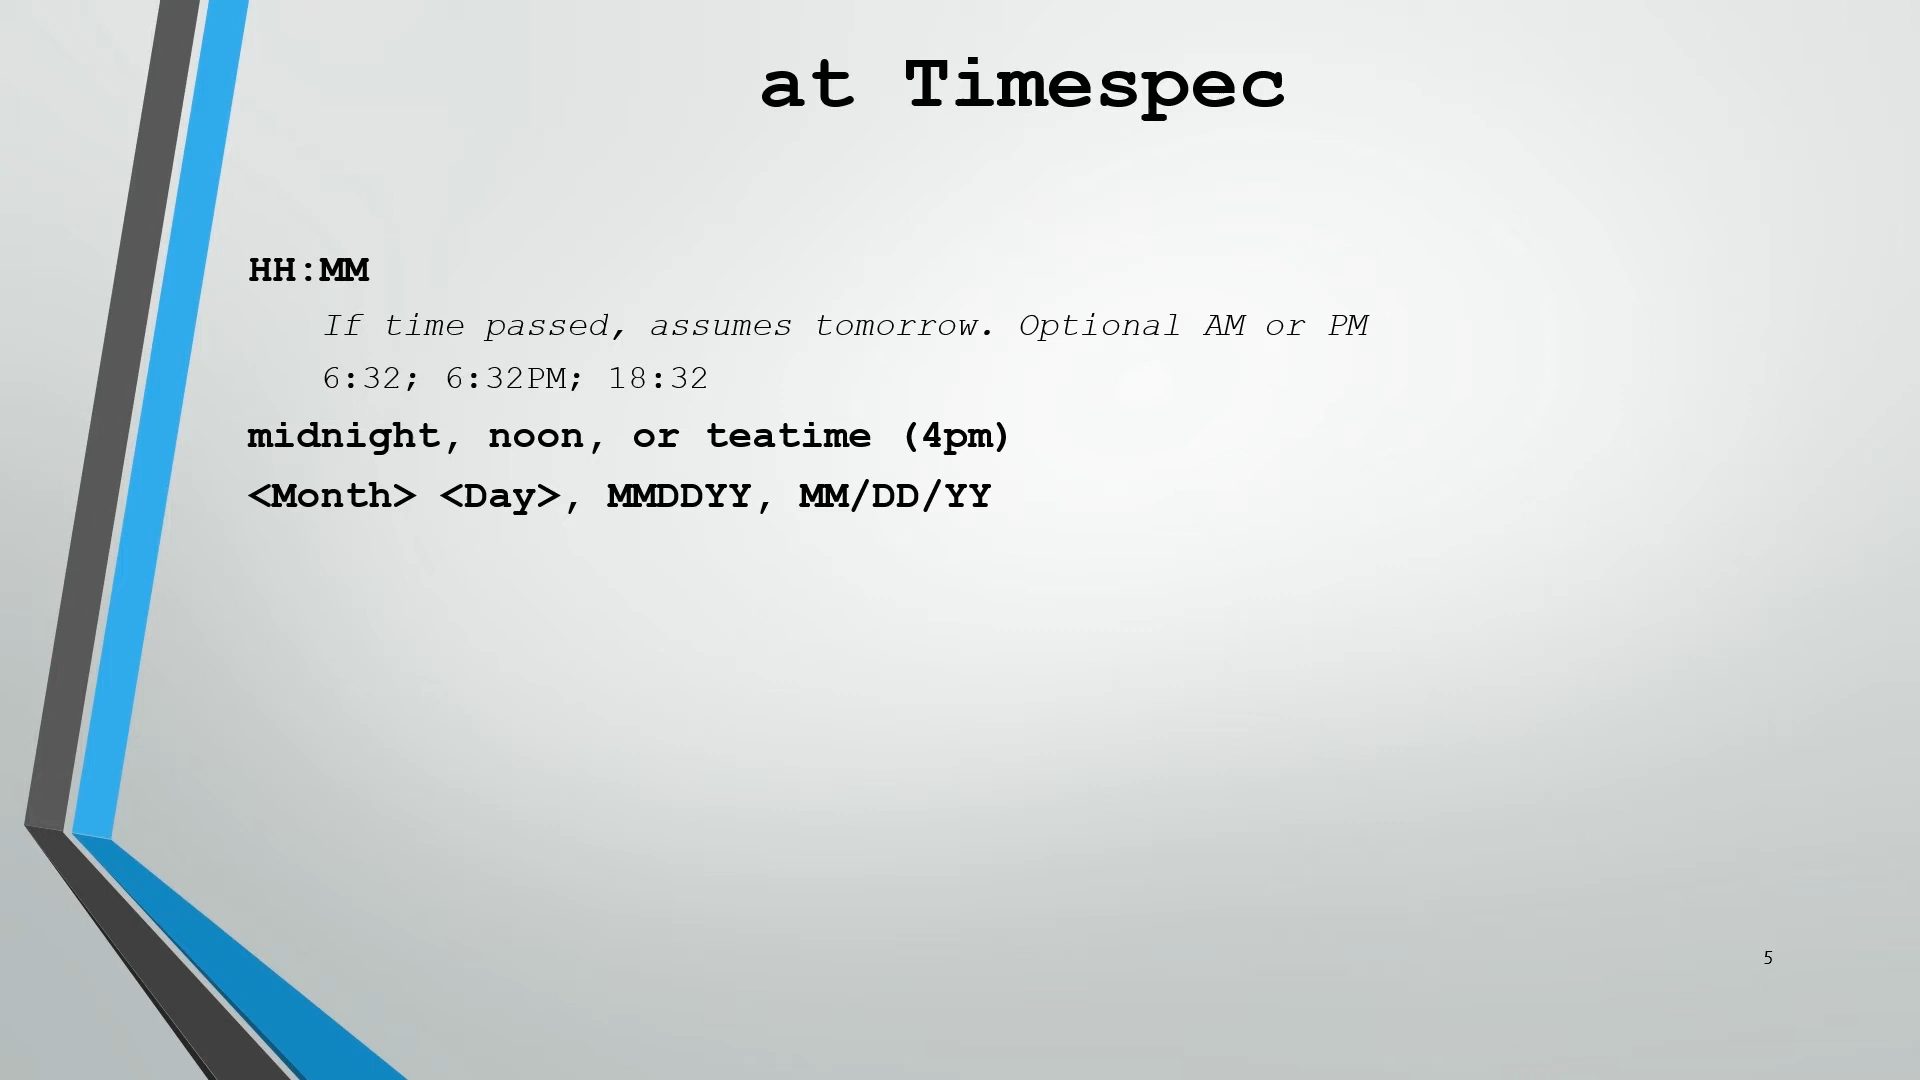 at Timespec
HH:MM
If time passed, assumes tomorrow. Optional AM or PM
6:32; 6:32PM; 18:32
midnight, noon, or teatime (4pm)
<Month> <Day>, MMDDYY, MM/DD/YY
5